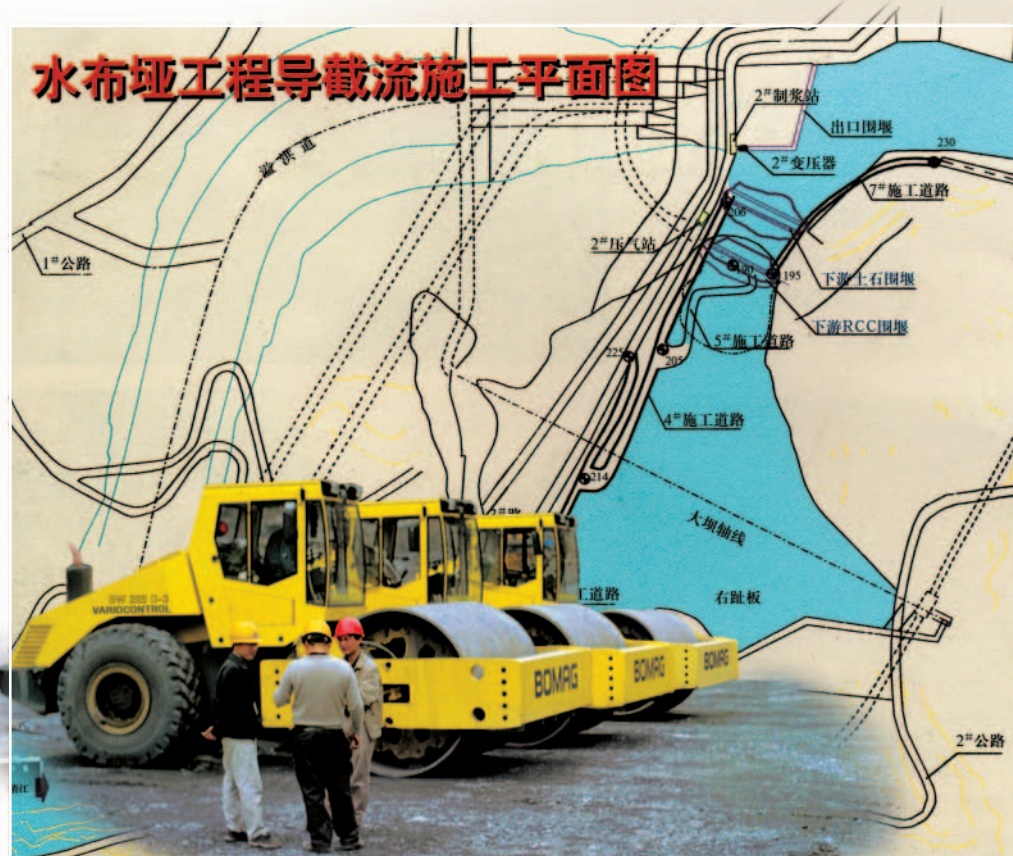 水布垭工程导截流施工平面图
2#制浆站
出口围堰
溢洪道
2#变压器
230
7#施工道路
206
2#压气站
1#公路
190
195
下游土石围堰
下游RCC围堰
5#施工道路
225
205
4#施工道路
214
大坝轴线
工道路
右趾板
BW 225 D-3
VARIOCONTROL
BOMAG
BOMAG
BOMAG
2#公路
清江